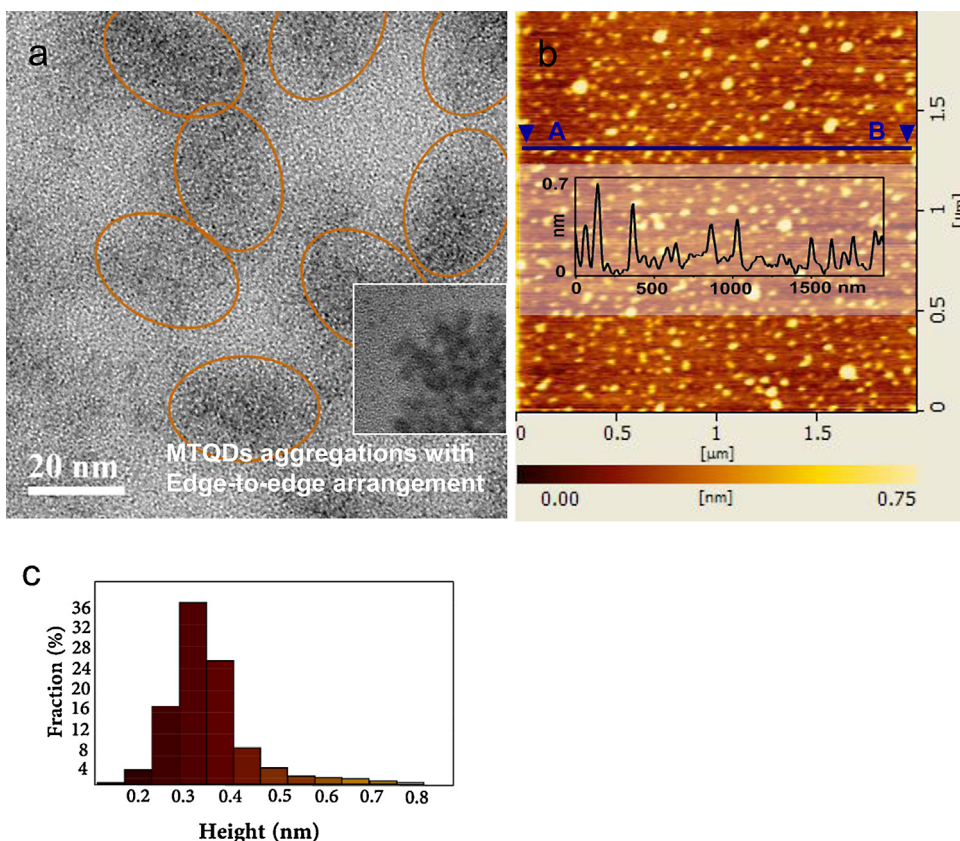 a
MTQDs aggregations with
Edge-to-edge arrangement
20 nm
b
A
B
0.7
nm
0
0
500
1000
1500 nm
1.5
1
[µm]
0.5
0
0
0.5
1
1.5
[µm]
0.00
[nm]
0.75
c
Fraction (%)
36
32
28
24
20
16
12
8
4
0.2
0.3
0.4
0.5
0.6
0.7
0.8
Height (nm)